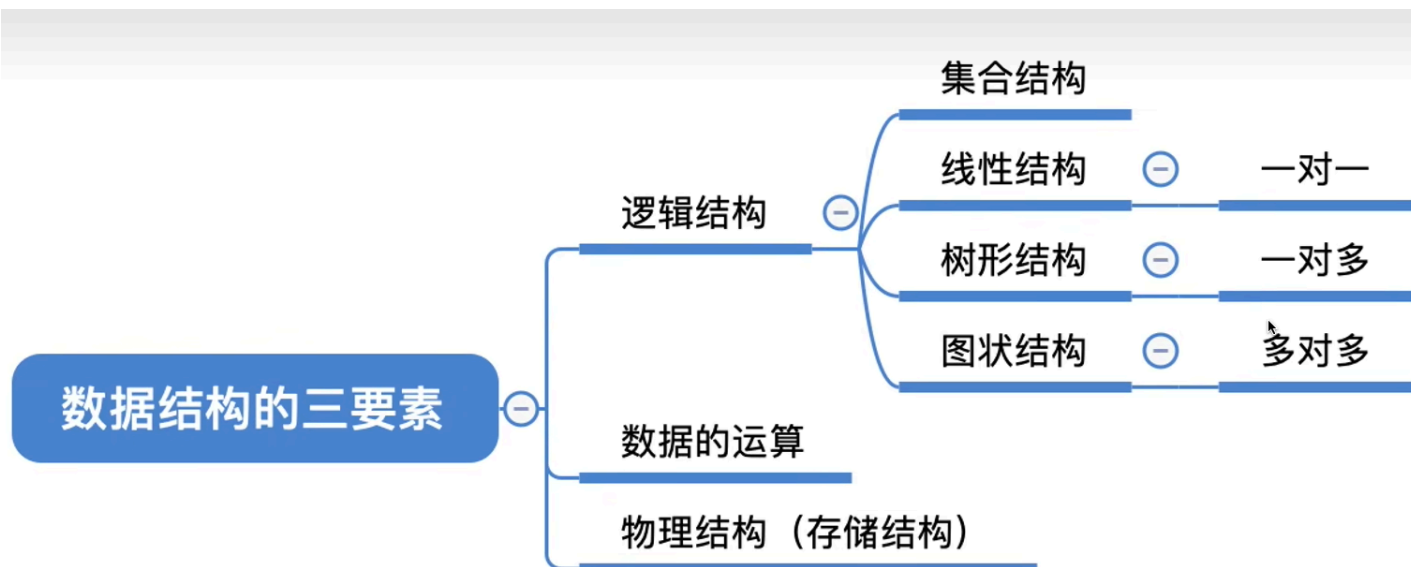 集合结构
线性结构
一对一
逻辑结构
树形结构
一对多
图状结构
多对多
数据结构的三要素
数据的运算
物理结构（存储结构）